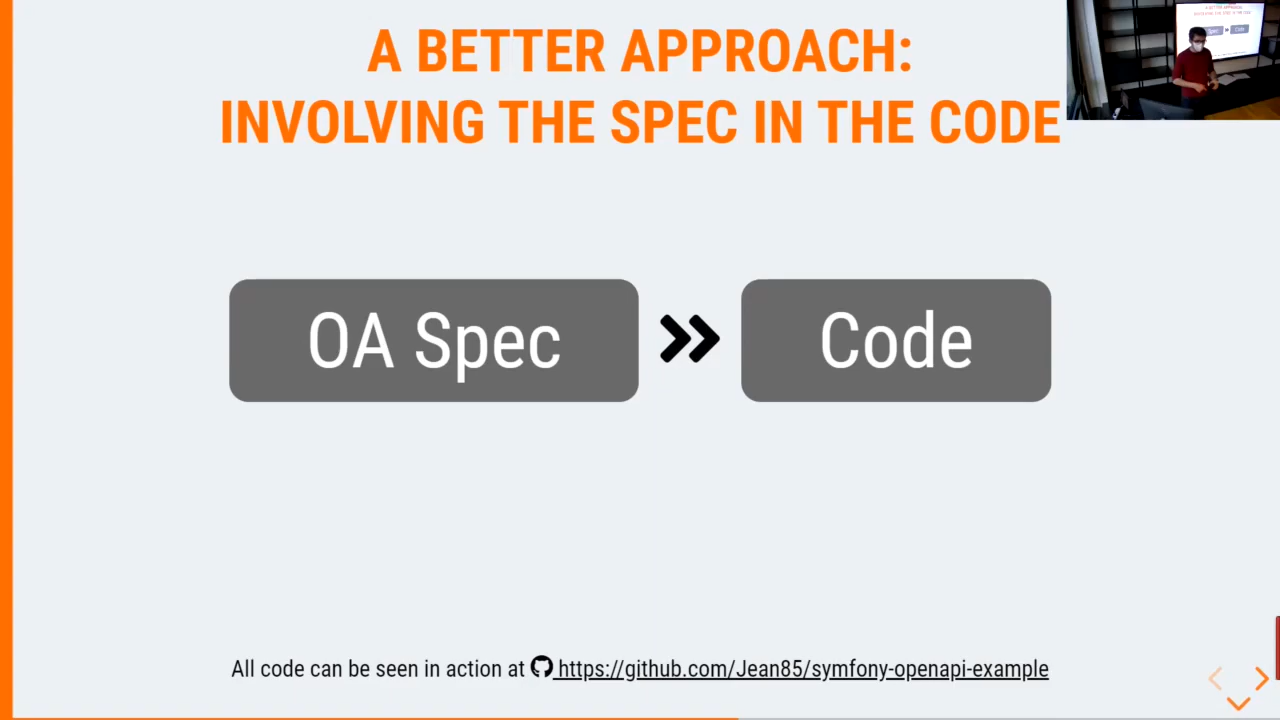 A BETTER APPROACH:
INVOLVING THE SPEC IN THE CODE
OA Spec
Code
All code can be seen in action at https://github.com/Jean85/symfony-openapi-example